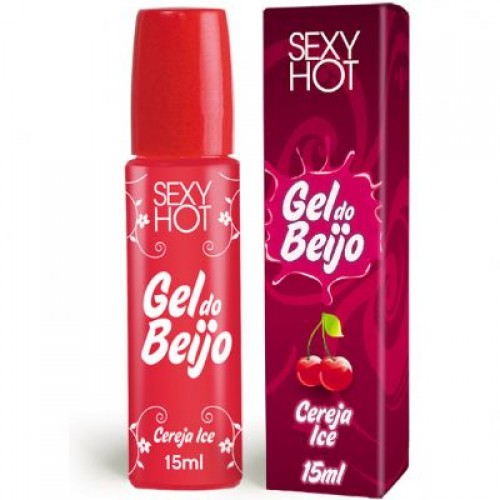 SEXY
HOT
Gel do
Beijo
Cereja Ice
15ml
SEXY
HOT
Gel do
Beijo
Cereja
Ice
15ml